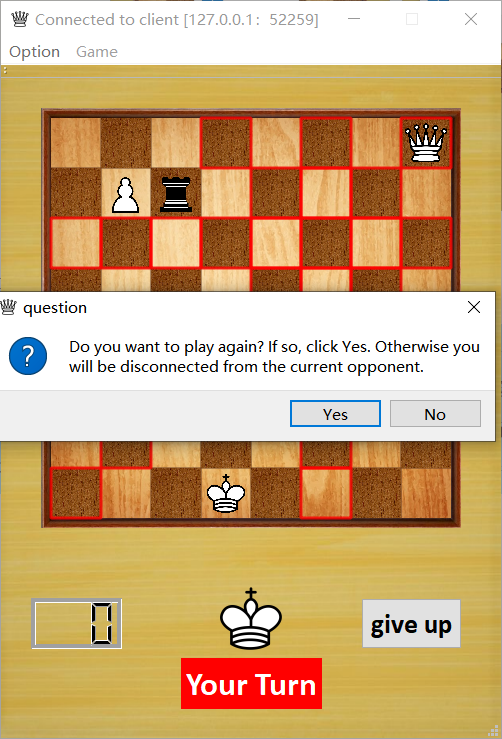 Connected to client [127.0.0.1: 52259]
Option Game
question
Do you want to play again? If so, click Yes. Otherwise you
will be disconnected from the current opponent.
Yes No
0
give up
Your Turn